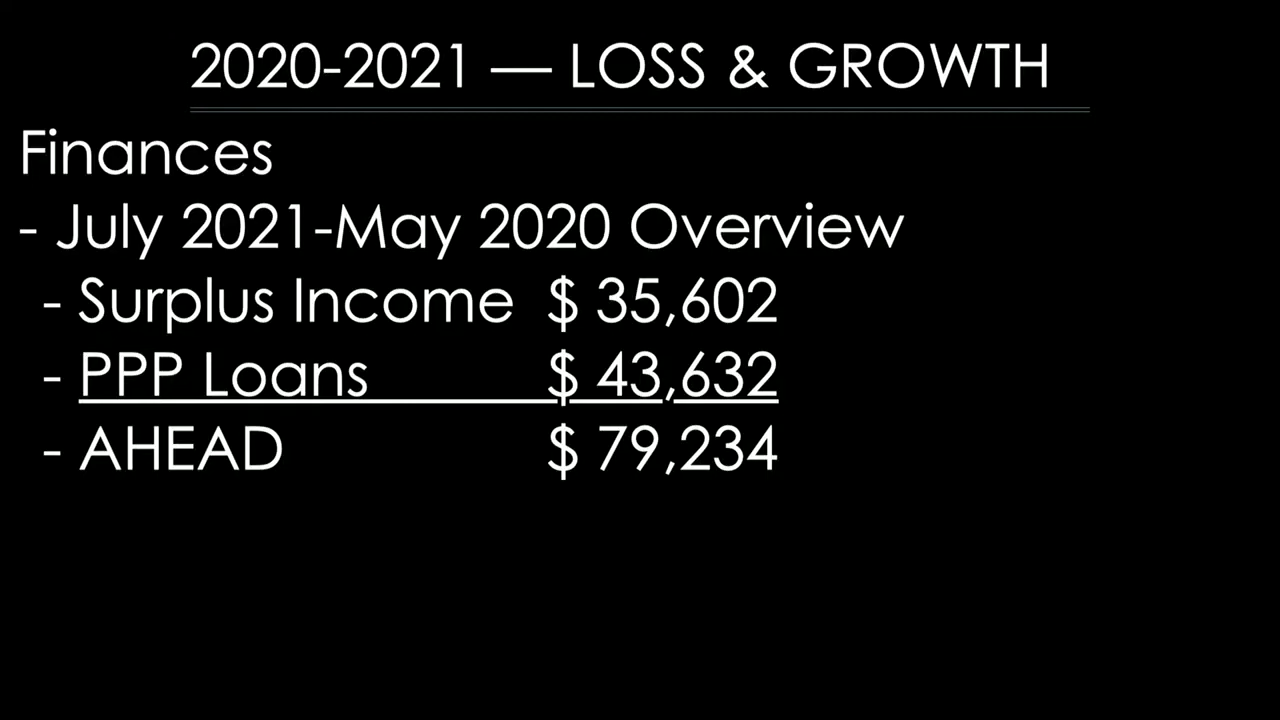 2020-2021 — LOSS & GROWTH
Finances
- July 2021-May 2020 Overview
- Surplus Income $ 35,602
- PPP Loans $ 43,632
- AHEAD $ 79,234